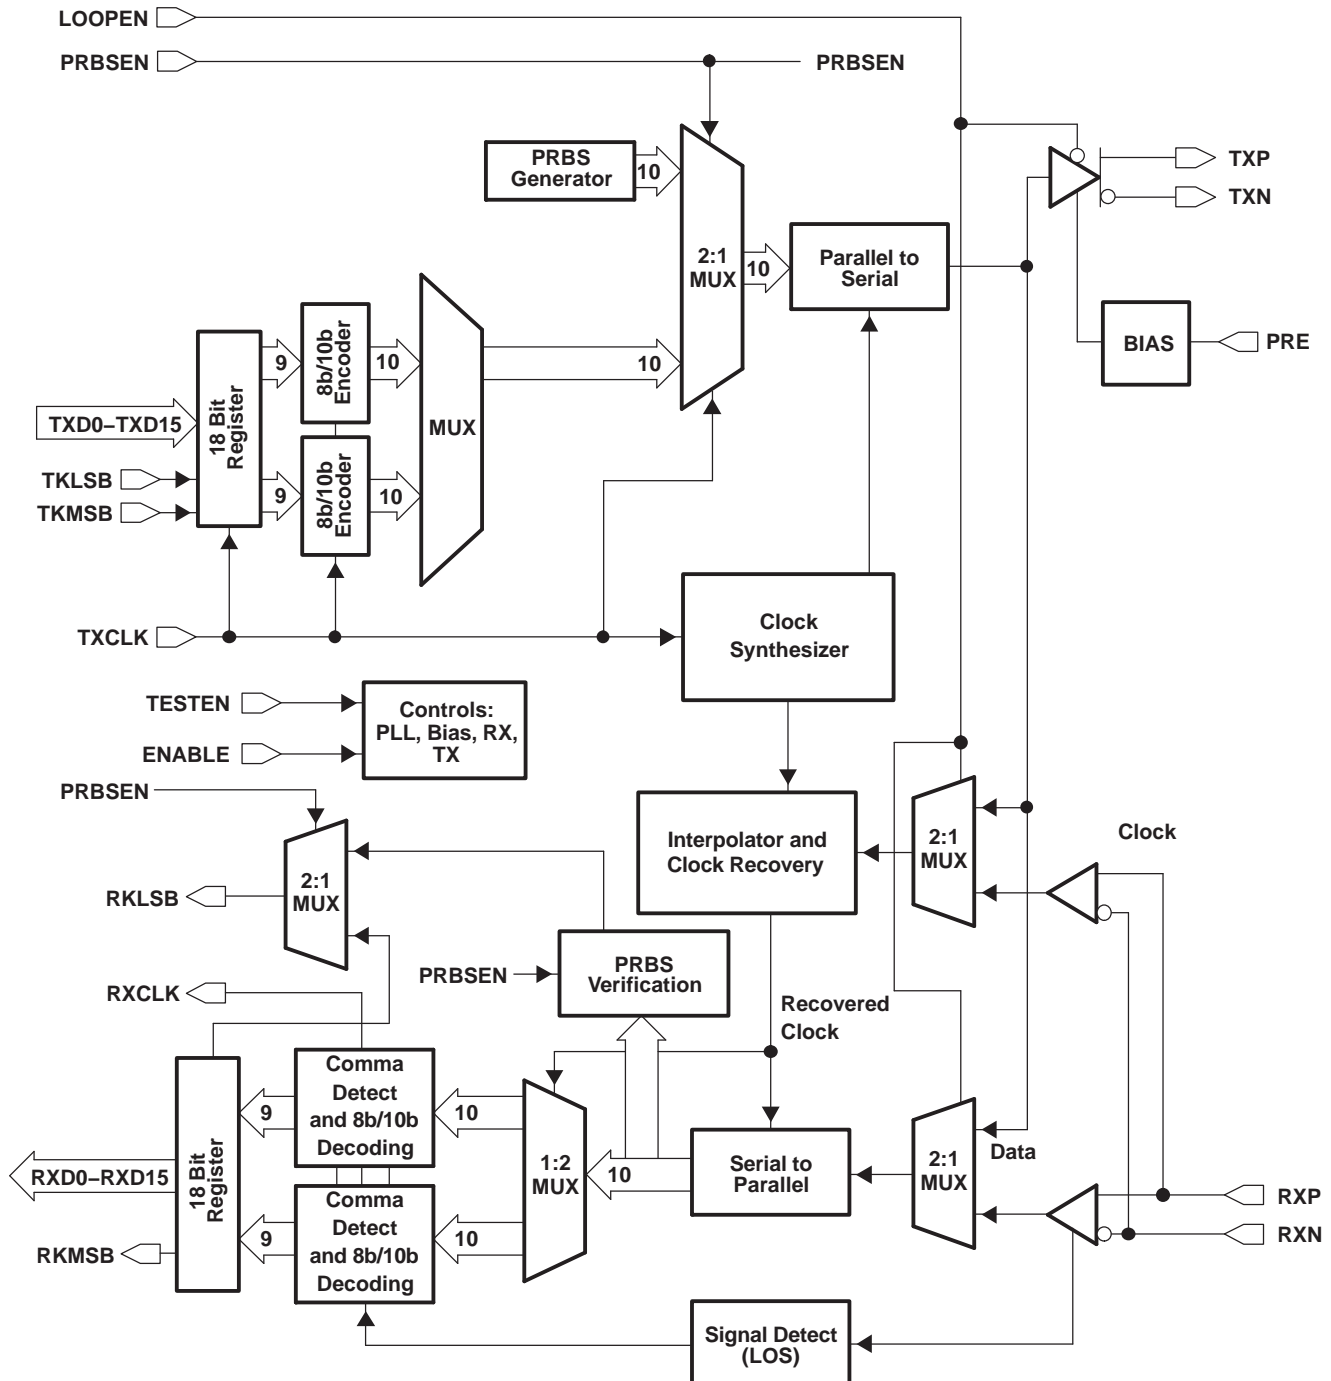 LOOPEN
PRBSEN
PRBSEN
PRBS
Generator
10
TXP
TXN
2:1
MUX
10
Parallel to
Serial
BIAS
PRE
TXD0–TXD15
TKLSB
TKMSB
18 Bit
Register
9
9
8b/10b
Encoder
8b/10b
Encoder
10
10
MUX
10
TXCLK
Clock
Synthesizer
TESTEN
ENABLE
Controls:
PLL, Bias, RX,
TX
PRBSEN
2:1
MUX
RKLSB
Interpolator and
Clock Recovery
2:1
MUX
Clock
PRBSEN
PRBS
Verification
RXCLK
Recovered
Clock
Comma
Detect
and 8b/10b
Decoding
Comma
Detect
and 8b/10b
Decoding
9
9
10
10
18 Bit
Register
RXD0–RXD15
RKMSB
1:2
MUX
10
Serial to
Parallel
2:1
MUX
Data
RXP
RXN
Signal Detect
(LOS)